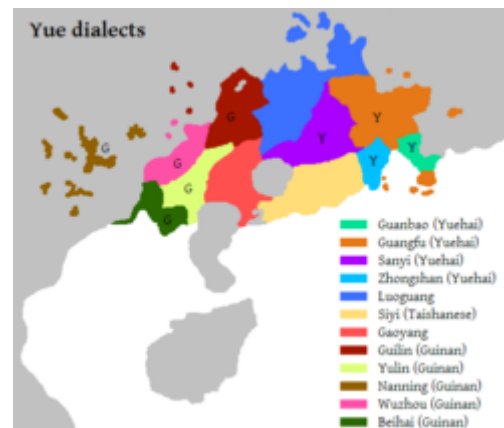 Yue dialects
G
Y
Y
G
G
Y
Y
G
G
Guanbao (Yuehai)
Guangfu (Yuehai)
Sanyi (Yuehai)
Zhongshan (Yuehai)
Luoguang
Siyi (Taishanese)
Gaoyang
Guilin (Guinan)
Yulin (Guinan)
Nanning (Guinan)
Wuzhou (Guinan)
Beihai (Guinan)